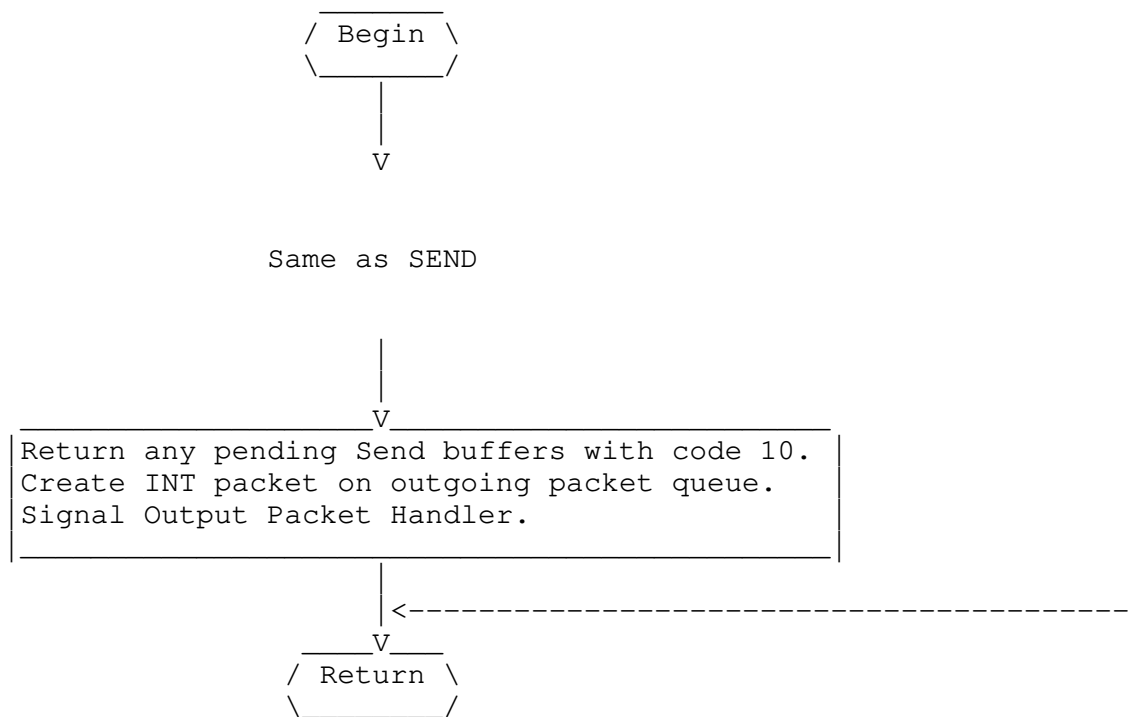 Begin
V
Same as SEND
V
Return any pending Send buffers with code 10.
Create INT packet on outgoing packet queue.
Signal Output Packet Handler.
V
Return